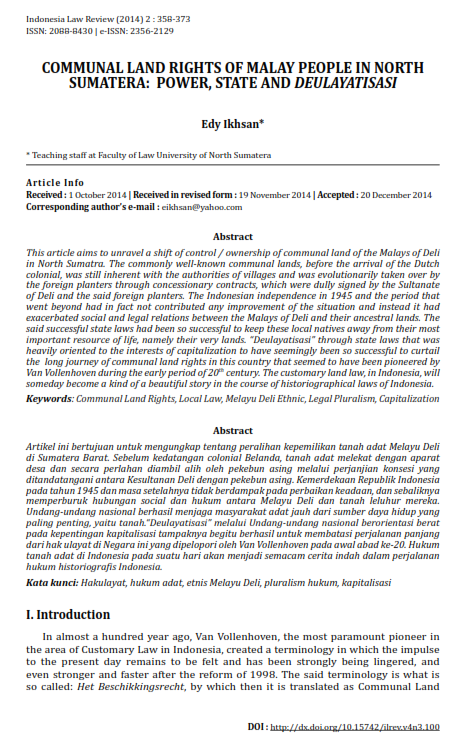 Indonesia Law Review (2014) 2 : 358-373
ISSN: 2088-8430 | e-ISSN: 2356-2129
COMMUNAL LAND RIGHTS OF MALAY PEOPLE IN NORTH
SUMATERA: POWER, STATE AND DEULAYATISASI
Edy Ikhsan*
* Teaching staff at Faculty of Law University of North Sumatera
Article Info
Received : 1 October 2014 | Received in revised form : 19 November 2014 | Accepted : 20 December 2014
Corresponding author's e-mail : eikhsan@yahoo.com
Abstract
This article aims to unravel a shift of control / ownership of communal land of the Malays of Deli
in North Sumatra. The commonly well-known communal lands, before the arrival of the Dutch
colonial, was still inherent with the authorities of villages and was evolutionarily taken over by
the foreign planters through concessionary contracts, which were dully signed by the Sultanate
of Deli and the said foreign planters. The Indonesian independence in 1945 and the period that
went beyond had in fact not contributed any improvement of the situation and instead it had
exacerbated social and legal relations between the Malays of Deli and their ancestral lands. The
said successful state laws had been so successful to keep these local natives away from their most
important resource of life, namely their very lands. "Deulayatisasi" through state laws that was
heavily oriented to the interests of capitalization to have seemingly been so successful to curtail
the long journey of communal land rights in this country that seemed to have been pioneered by
Van Vollenhoven during the early period of 20th century. The customary land law, in Indonesia, will
someday become a kind of a beautiful story in the course of historiographical laws of Indonesia.
Keywords: Communal Land Rights, Local Law, Melayu Deli Ethnic, Legal Pluralism, Capitalization
Abstract
Artikel ini bertujuan untuk mengungkap tentang peralihan kepemilikan tanah adat Melayu Deli
di Sumatera Barat. Sebelum kedatangan colonial Belanda, tanah adat melekat dengan aparat
desa dan secara perlahan diambil alih oleh pekebun asing melalui perjanjian konsesi yang
ditandatangani antara Kesultanan Deli dengan pekebun asing. Kemerdekaan Republik Indonesia
pada tahun 1945 dan masa setelahnya tidak berdampak pada perbaikan keadaan, dan sebaliknya
memperburuk hubungan social dan hukum antara Melayu Deli dan tanah leluhur mereka.
Undang-undang nasional berhasil menjaga masyarakat adat jauh dari sumber daya hidup yang
paling penting, yaitu tanah."Deulayatisasi" melalui Undang-undang nasional berorientasi berat
pada kepentingan kapitalisasi tampaknya begitu berhasil untuk membatasi perjalanan panjang
dari hak ulayat di Negara ini yang dipelopori oleh Van Vollenhoven pada awal abad ke-20. Hukum
tanah adat di Indonesia pada suatu hari akan menjadi semacam cerita indah dalam perjalanan
hukum historiografis Indonesia.
Kata kunci: Hakulayat, hukum adat, etnis Melayu Deli, pluralism hukum, kapitalisasi
I. Introduction
In almost a hundred year ago, Van Vollenhoven, the most paramount pioneer in
the area of Customary Law in Indonesia, created a terminology in which the impulse
to the present day remains to be felt and has been strongly being lingered, and
even stronger and faster after the reform of 1998. The said terminology is what is
so called: Het Beschikkingsrecht, by which then it is translated as Communal Land
DOI : http://dx.doi.org/10.15742/ilrev.v4n3.100